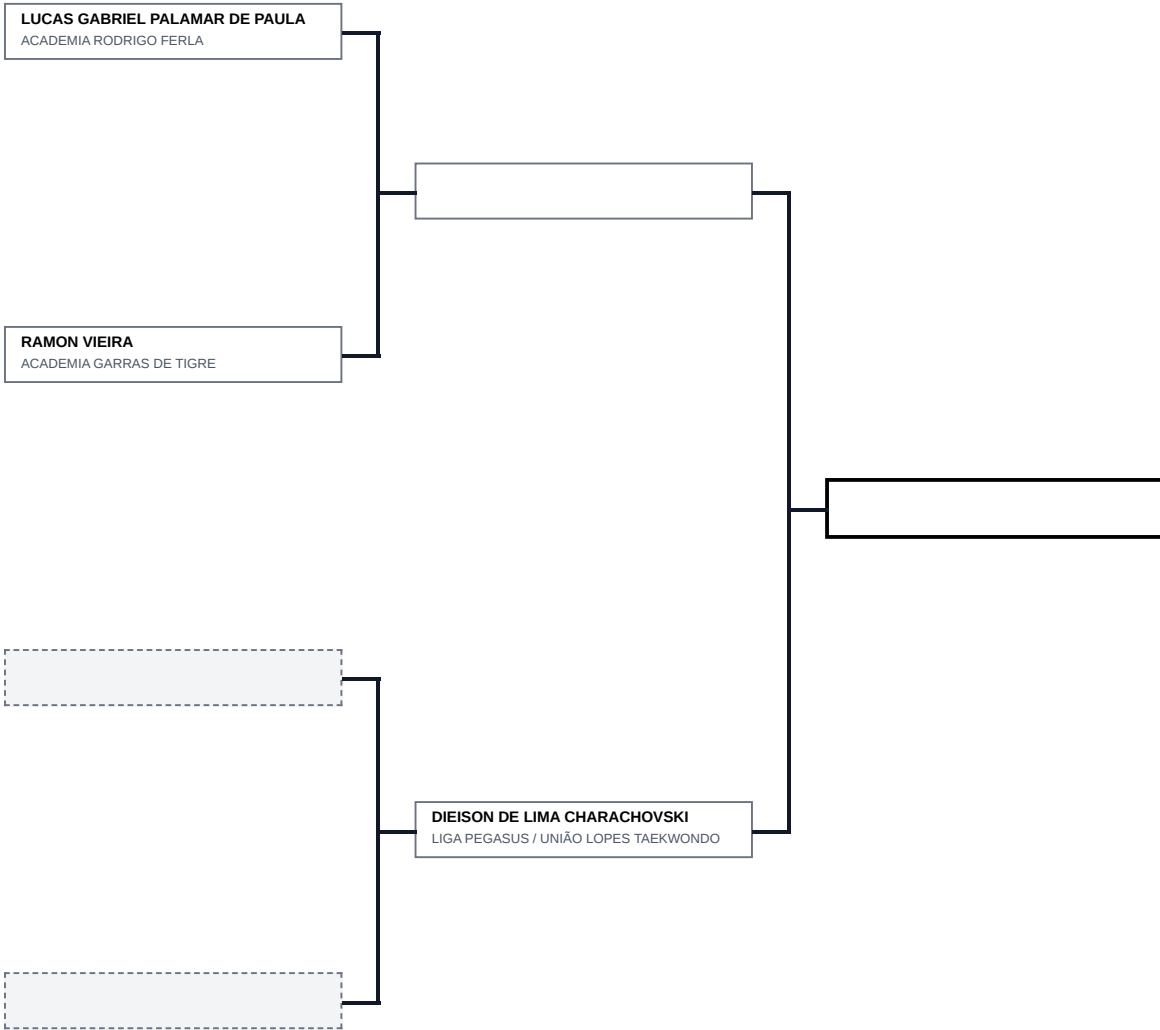 LUCAS GABRIEL PALAMAR DE PAULA
ACADEMIA RODRIGO FERLA
RAMON VIEIRA
ACADEMIA GARRAS DE TIGRE
DIEISON DE LIMA CHARACHOVSKI
LIGA PEGASUS / UNIÃO LOPES TAEKWONDO